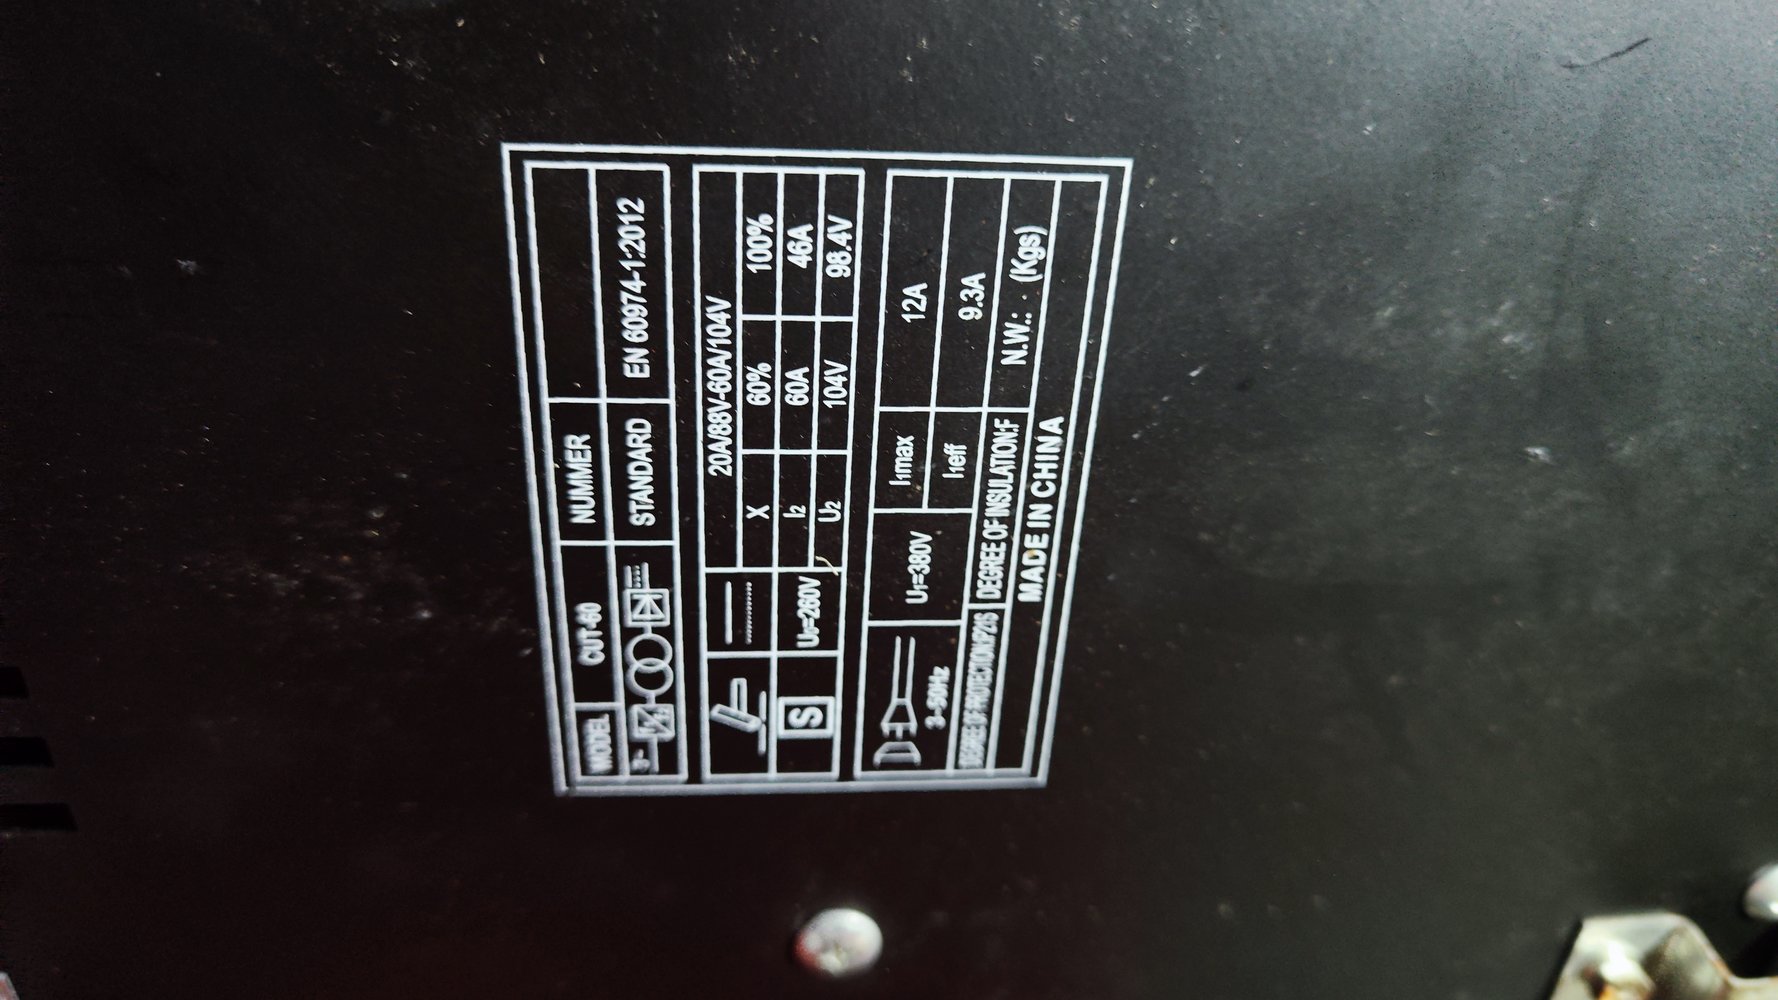 MODEL CUT-60 NUMMER
3~ STANDARD EN 60974-1:2012
20A/88V-60A/104V
X 60% 100%
S U₀=260V I₂ 60A 46A
U₂ 104V 98.4V
3~50Hz U₁=380V I₁max 12A
I₁eff 9.3A
DEGREE OF PROTECTION:IP21S DEGREE OF INSULATION:F N.W.: . (Kgs)
MADE IN CHINA